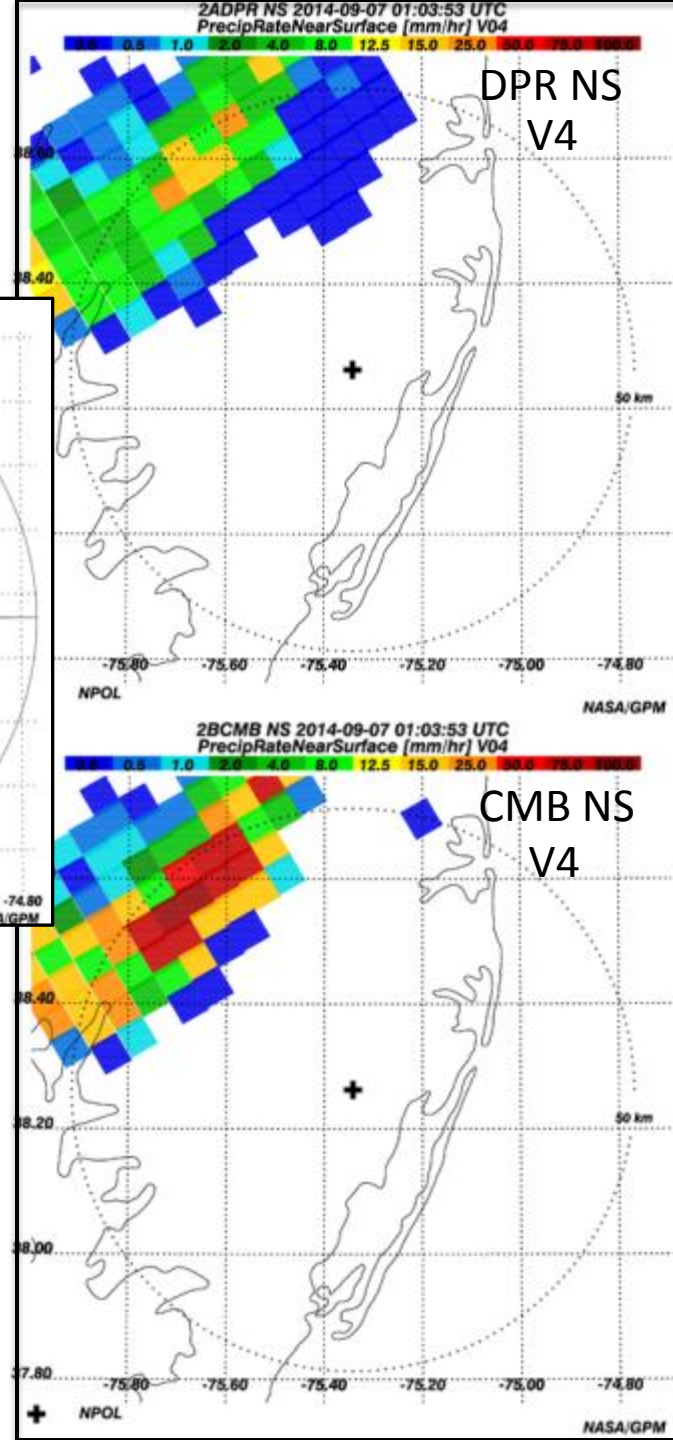 2ADPR NS 2014-09-07 01:03:53 UTC
PrecipRateNearSurface [mm/hr] V04
0.5 1.0 2.0 4.0 8.0 12.5 15.0 25.0 50.0 75.0 100.0
DPR NS
V4
38.60
38.40
50 km
-75.80 -75.60 -75.40 -75.20 -75.00 -74.80
NPOL
NASA/GPM
2BCMB NS 2014-09-07 01:03:53 UTC
PrecipRateNearSurface [mm/hr] V04
0.5 1.0 2.0 4.0 8.0 12.5 15.0 25.0 50.0 75.0 100.0
CMB NS
V4
-74.80
A/GPM
38.40
38.20
50 km
38.00
37.80
-75.80 -75.60 -75.40 -75.20 -75.00 -74.80
NPOL
NASA/GPM